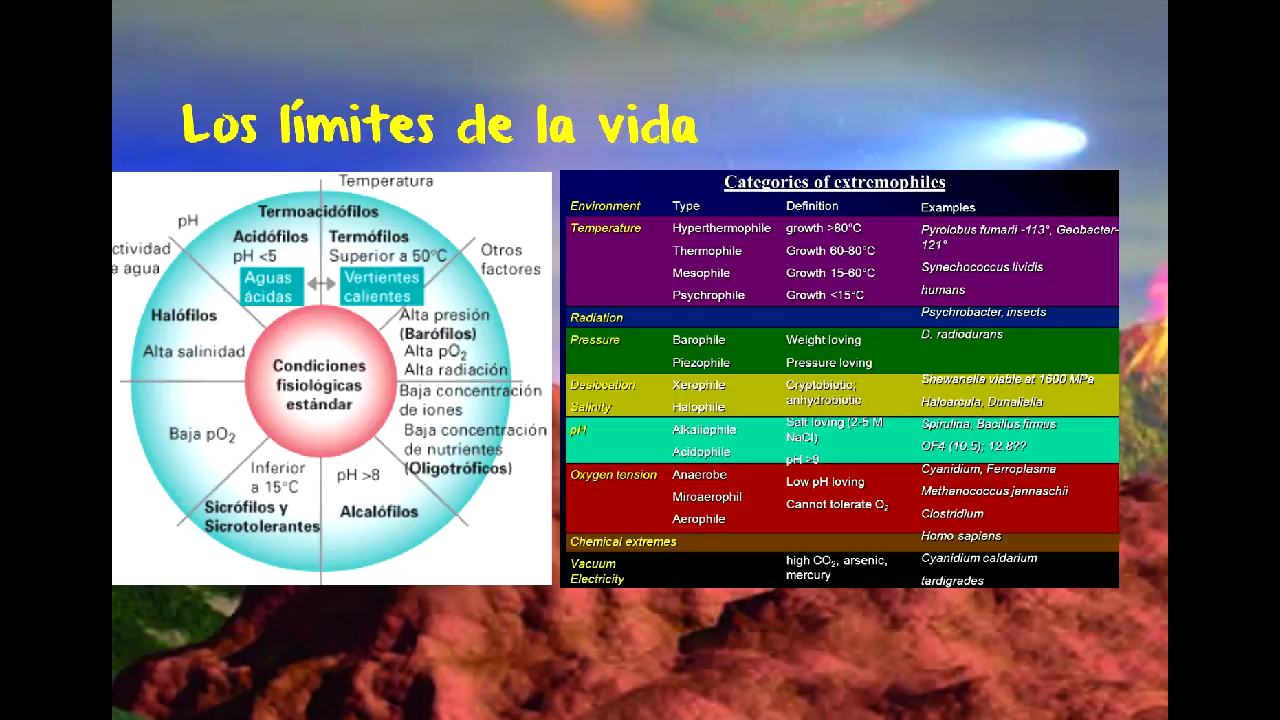 Los límites de la vida
Temperatura
pH
Termoacidófilos
Acidófilos
pH <5
Termófilos
Superior a 50°C
Otros
factores
ctividad
e agua
Aguas
ácidas
Vertientes
calientes
Halófilos
Alta salinidad
Alta presión
(Barófilos)
Alta pO2
Alta radiación
Condiciones
fisiológicas
estándar
Baja concentración
de iones
Baja pO2
Baja concentración
de nutrientes
(Oligotróficos)
Inferior
a 15°C
pH >8
Sicrófilos y
Sicrotolerantes
Alcalófilos
Categories of extremophiles
Environment Type Definition Examples
Temperature Hyperthermophile growth >80°C Pyrolobus fumarii -113°, Geobacter-
121°
Thermophile Growth 60-80°C Synechococcus lividis
Mesophile Growth 15-60°C humans
Psychrophile Growth <15°C Psychrobacter, insects
Radiation D. radiodurans
Pressure Barophile Weight loving
Piezophile Pressure loving Shewanella viable at 1600 MPa
Desiccation Xerophile Cryptobiotic;
anhydrobiotic
Haloarcula, Dunaliella
Salinity Halophile Salt loving (2-5 M
NaCl)
Spirulina, Bacillus firmus
pH Alkaliphile pH >9 OF4 (10.5); 12.8??
Acidophile Low pH loving Cyanidium, Ferroplasma
Oxygen tension Anaerobe Cannot tolerate O2 Methanococcus jannaschii
Miroaerophil Clostridium
Aerophile Homo sapiens
Chemical extremes high CO2, arsenic,
mercury
Cyanidium caldarium
Vacuum tardigrades
Electricity